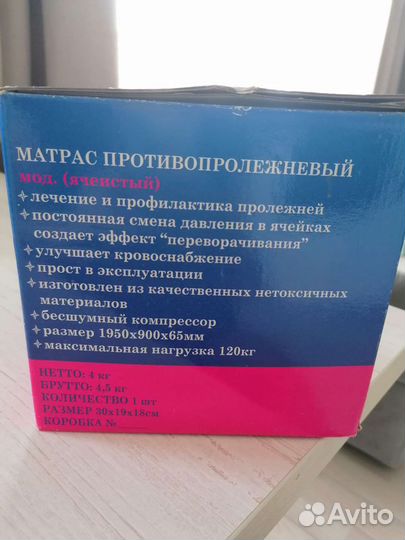 МАТРАС ПРОТИВОПРОЛЕЖНЕВЫЙ
мод. (ячеистый)
лечение и профилактика пролежней
постоянная смена давления в ячейках
создает эффект “переворачивания”
улучшает кровоснабжение
прост в эксплуатации
изготовлен из качественных нетоксичных
материалов
бесшумный компрессор
размер 1950х900х65мм
максимальная нагрузка 120кг
НЕТТО: 4 кг
БРУТТО: 4,5 кг
КОЛИЧЕСТВО 1 шт
РАЗМЕР 30х19х18см
КОРОБКА №
Avito